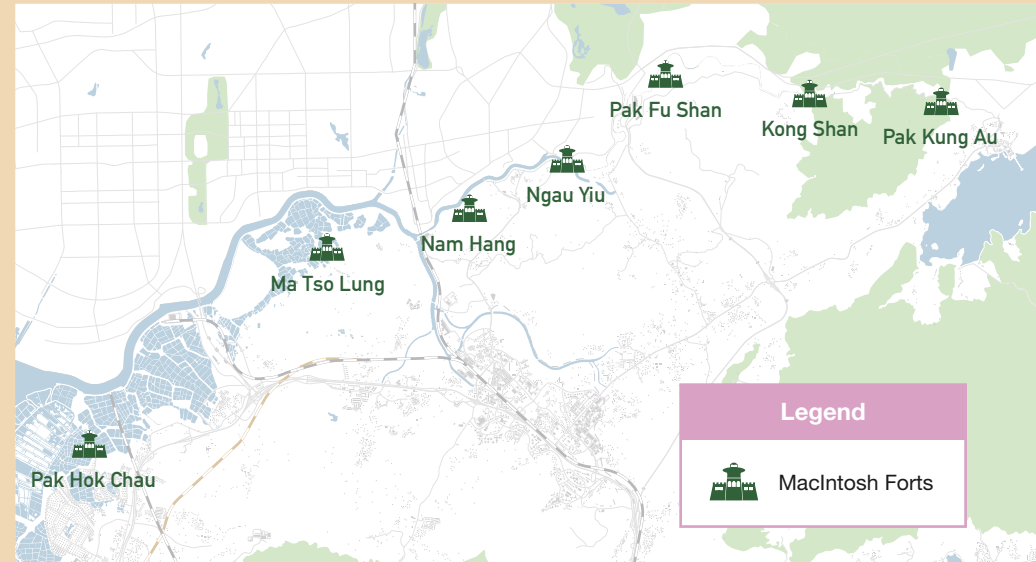 Pak Fu Shan
Kong Shan
Pak Kung Au
Ngau Yiu
Nam Hang
Ma Tso Lung
Pak Hok Chau
Legend
MacIntosh Forts